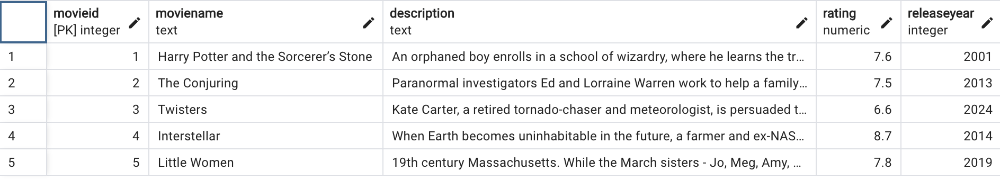 movieid moviename description rating releaseyear
[PK] integer text text numeric integer
1 1 Harry Potter and the Sorcerer’s Stone An orphaned boy enrolls in a school of wizardry, where he learns the tr... 7.6 2001
2 2 The Conjuring Paranormal investigators Ed and Lorraine Warren work to help a family... 7.5 2013
3 3 Twisters Kate Carter, a retired tornado-chaser and meteorologist, is persuaded t... 6.6 2024
4 4 Interstellar When Earth becomes uninhabitable in the future, a farmer and ex-NAS... 8.7 2014
5 5 Little Women 19th century Massachusetts. While the March sisters - Jo, Meg, Amy, ... 7.8 2019